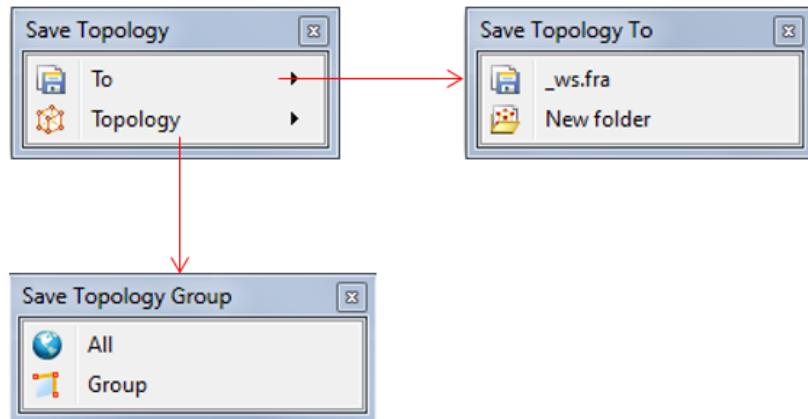 Save Topology
To
Topology
Save Topology To
_ws.fra
New folder
Save Topology Group
All
Group